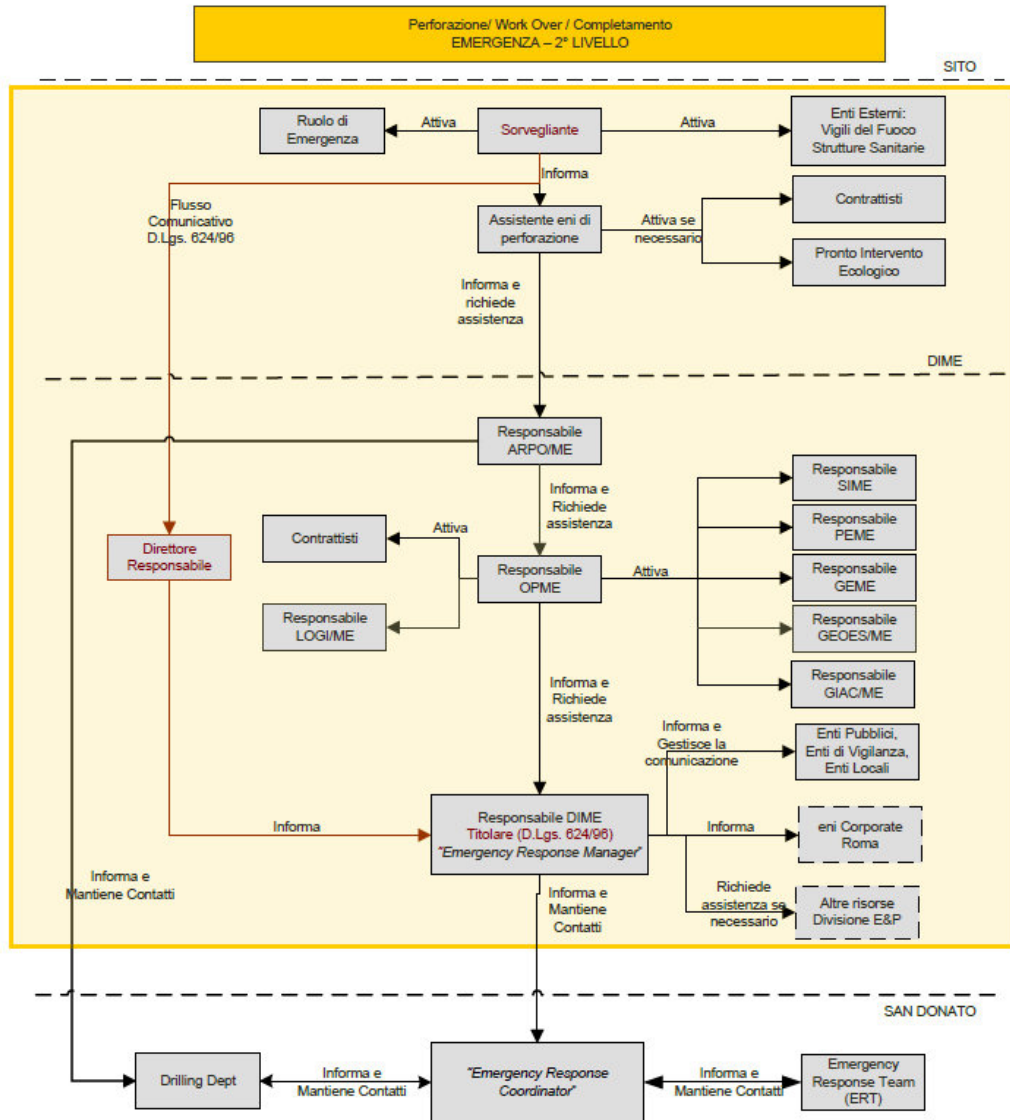 Perforazione/ Work Over / Completamento
EMERGENZA – 2° LIVELLO
SITO
Ruolo di
Emergenza
Attiva
Sorvegliante
Attiva
Enti Esterni:
Vigili del Fuoco
Strutture Sanitarie
Informa
Flusso
Comunicativo
D.Lgs. 624/96
Assistente eni di
perforazione
Attiva se
necessario
Contrattisti
Pronto Intervento
Ecologico
Informa e
richiede
assistenza
DIME
Responsabile
ARPO/ME
Informa e
Richiede
assistenza
Responsabile
SIME
Responsabile
PEME
Direttore
Responsabile
Contrattisti
Attiva
Responsabile
OPME
Attiva
Responsabile
GEME
Responsabile
LOGI/ME
Responsabile
GEOES/ME
Responsabile
GIAC/ME
Informa e
Richiede
assistenza
Informa e
Gestisce la
comunicazione
Enti Pubblici,
Enti di Vigilanza,
Enti Locali
Informa
Responsabile DIME
Titolare (D.Lgs. 624/96)
"Emergency Response Manager"
Informa
eni Corporate
Roma
Informa e
Mantiene Contatti
Informa e
Mantiene
Contatti
Richiede
assistenza se
necessario
Altre risorse
Divisione E&P
SAN DONATO
Drilling Dept
Informa e
Mantiene Contatti
"Emergency Response
Coordinator"
Informa e
Mantiene Contatti
Emergency
Response Team
(ERT)